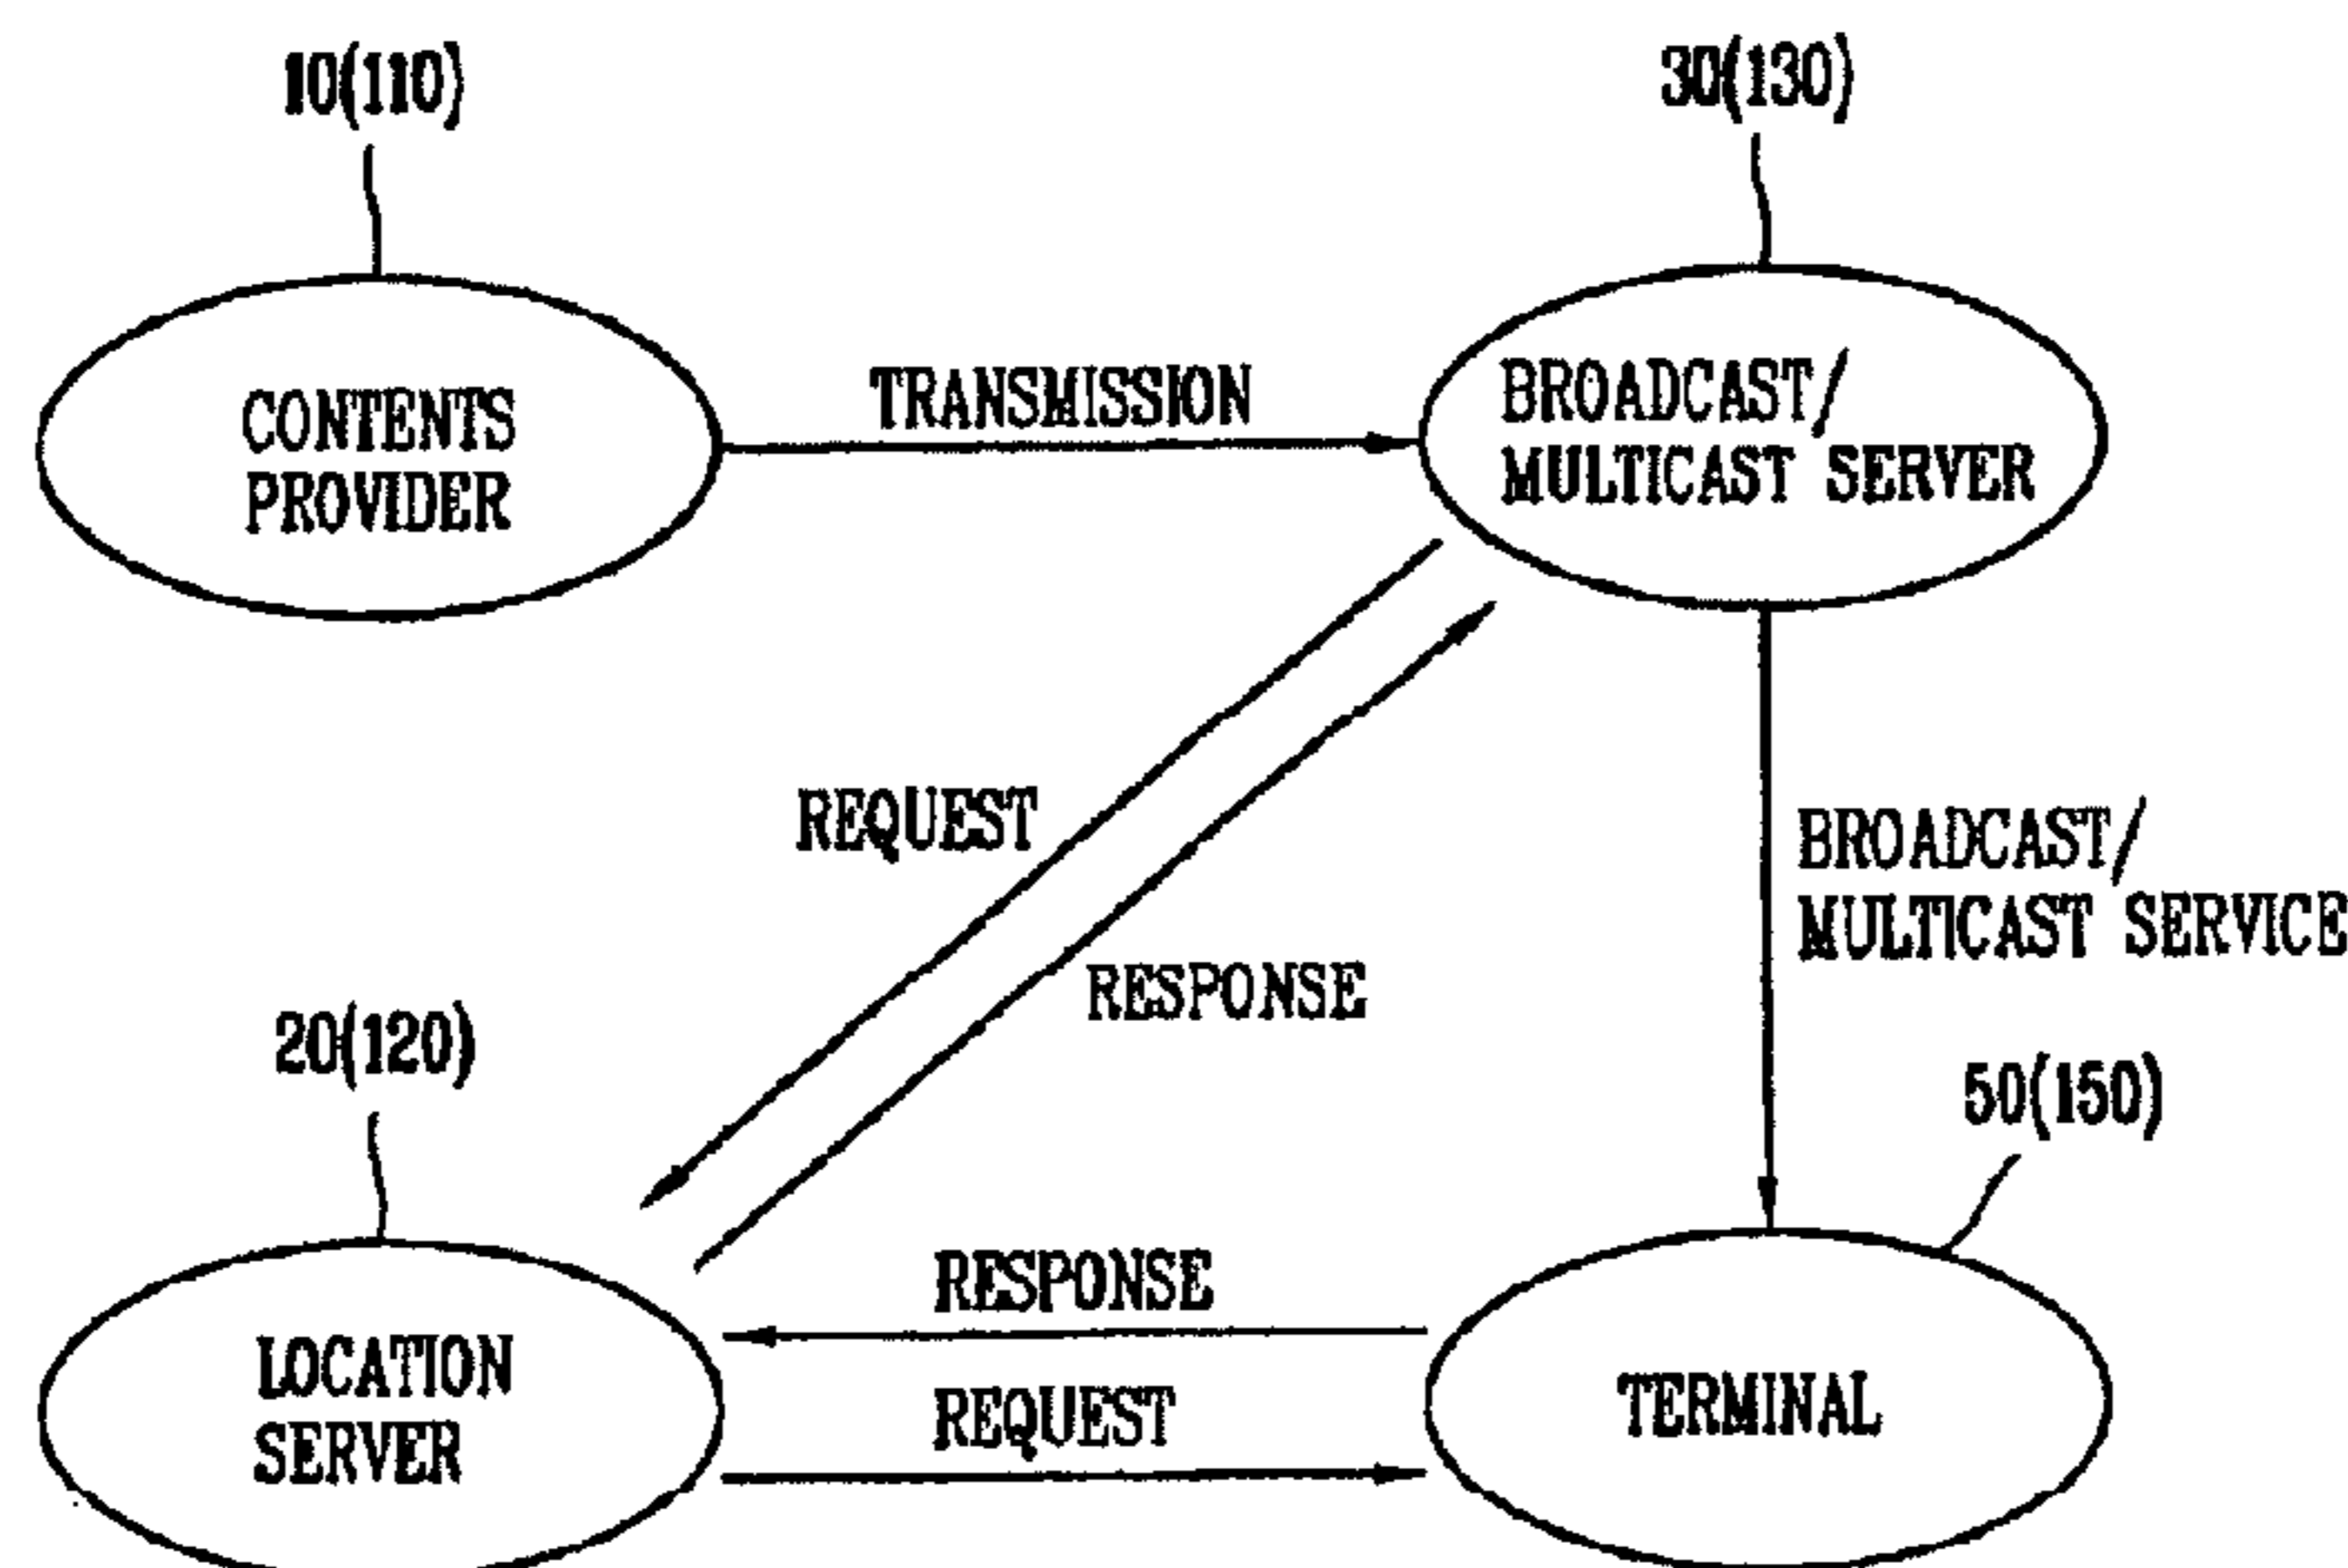 10(110)
30(130)
CONTENTS
PROVIDER
TRANSMISSION
BROADCAST/
MULTICAST SERVER
REQUEST
RESPONSE
BROADCAST/
MULTICAST SERVICE
20(120)
50(150)
LOCATION
SERVER
RESPONSE
REQUEST
TERMINAL